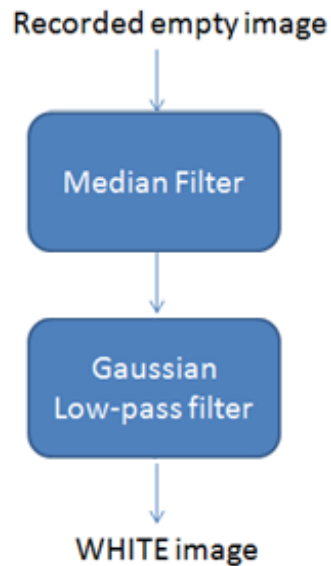 Recorded empty image
Median Filter
Gaussian
Low-pass filter
WHITE image